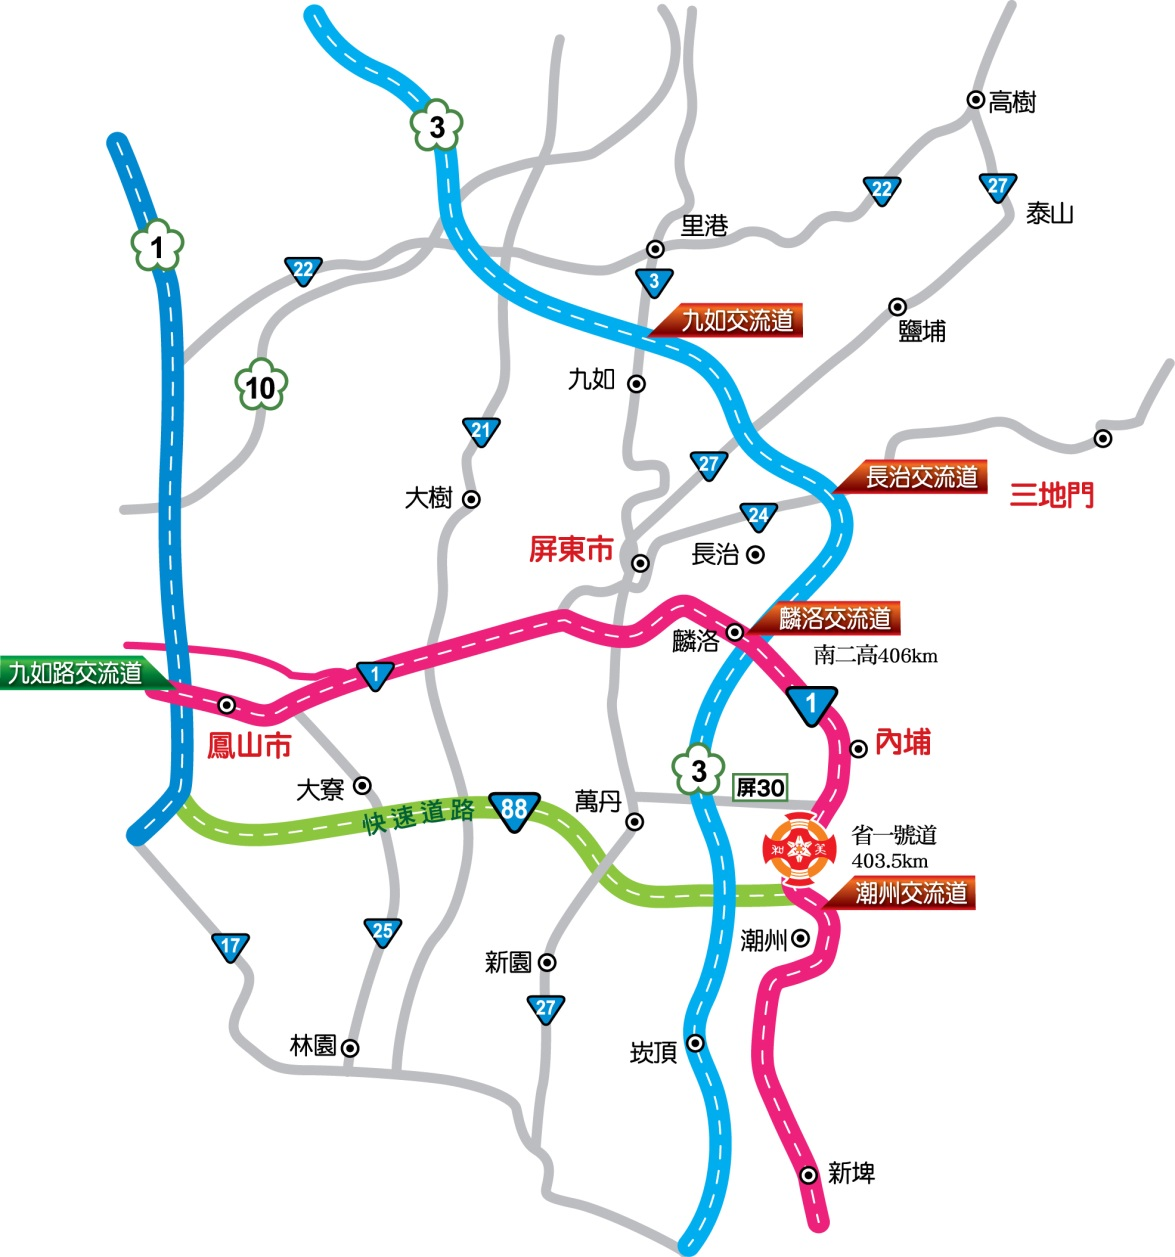 3
高樹
1
22
27
泰山
里港
22
3
九如交流道
鹽埔
九如
10
21
27
長治交流道
三地門
大樹
24
屏東市
長治
麟洛交流道
麟洛
南二高406km
九如路交流道
1
1
鳳山市
內埔
3
屏30
大寮
萬丹
快速道路
88
省一號道
403.5km
和美
潮州交流道
17
25
潮州
新園
27
林園
崁頂
新埤